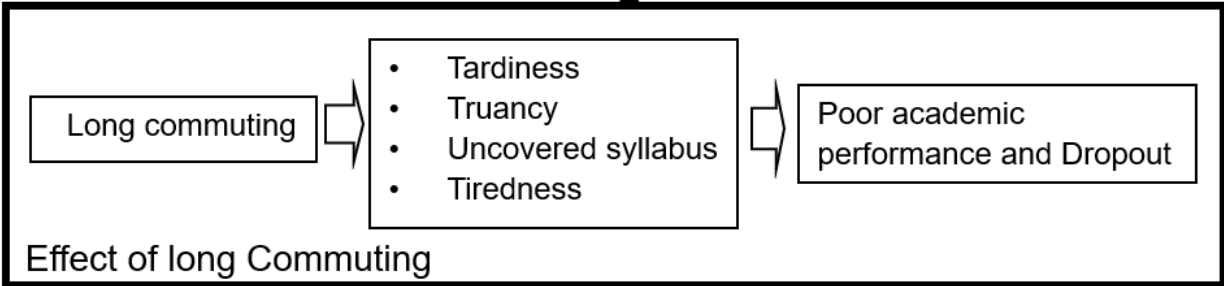 Long commuting
• Tardiness
• Truancy
• Uncovered syllabus
• Tiredness
Poor academic
performance and Dropout
Effect of long Commuting